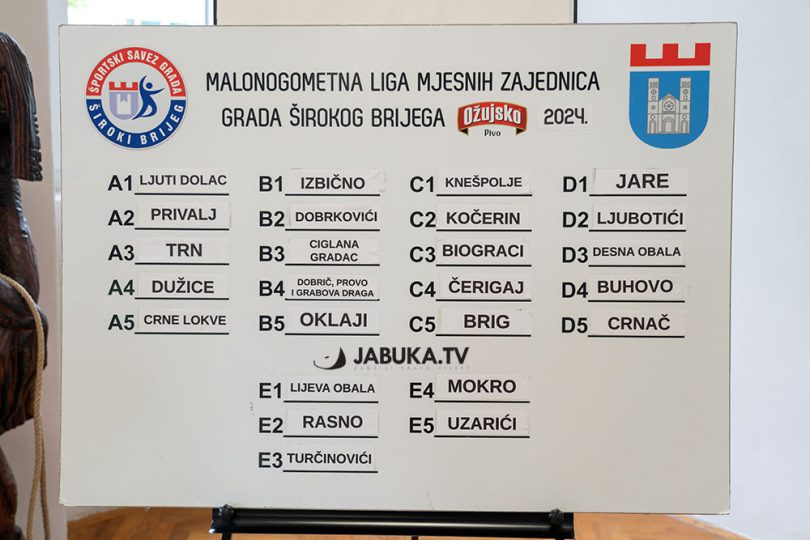 ŠPORTSKI SAVEZ GRADA
ŠIROKI BRIJEG
MALONOGOMETNA LIGA MJESNIH ZAJEDNICA
GRADA ŠIROKOG BRIJEGA Ožujsko Pivo 2024.
A1 LJUTI DOLAC
A2 PRIVALJ
A3 TRN
A4 DUŽICE
A5 CRNE LOKVE
B1 IZBIČNO
B2 DOBRKOVIĆI
B3 CIGLANA
GRADAC
B4 DOBRIČ, PROVO
I GRABOVA DRAGA
B5 OKLAJI
C1 KNEŠPOLJE
C2 KOČERIN
C3 BIOGRACI
C4 ČERIGAJ
C5 BRIG
D1 JARE
D2 LJUBOTIĆI
D3 DESNA OBALA
D4 BUHOVO
D5 CRNAČ
JABUKA.TV
ZAGRIZI PRAVU VIJEST
E1 LIJEVA OBALA
E2 RASNO
E3 TURČINOVIĆI
E4 MOKRO
E5 UZARIĆI